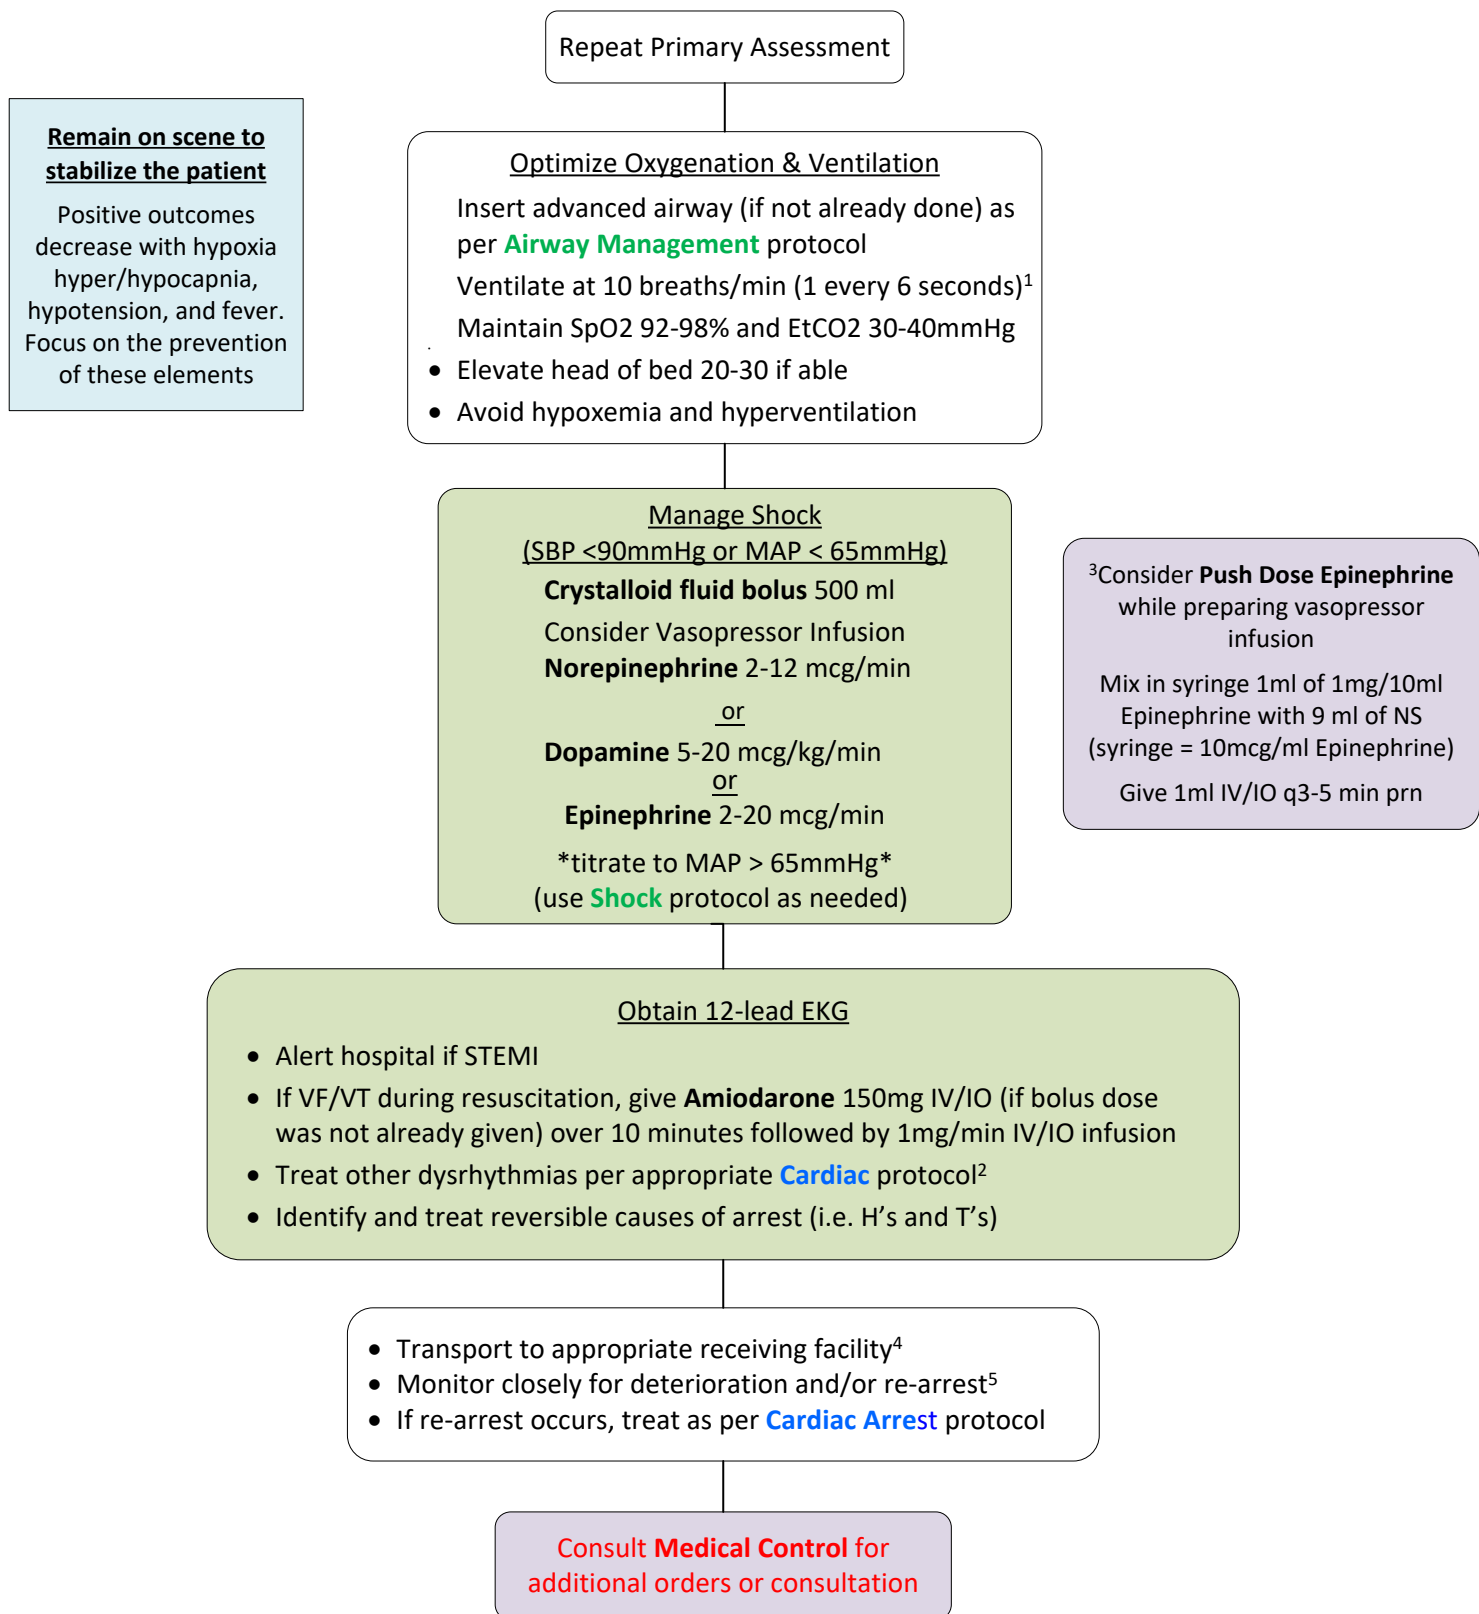 Repeat Primary Assessment
Remain on scene to
stabilize the patient
Positive outcomes
decrease with hypoxia
hyper/hypocapnia,
hypotension, and fever.
Focus on the prevention
of these elements
Optimize Oxygenation & Ventilation
Insert advanced airway (if not already done) as
per Airway Management protocol
Ventilate at 10 breaths/min (1 every 6 seconds)¹
Maintain SpO2 92-98% and EtCO2 30-40mmHg
• Elevate head of bed 20-30 if able
• Avoid hypoxemia and hyperventilation
Manage Shock
(SBP <90mmHg or MAP < 65mmHg)
Crystalloid fluid bolus 500 ml
Consider Vasopressor Infusion
Norepinephrine 2-12 mcg/min
or
Dopamine 5-20 mcg/kg/min
or
Epinephrine 2-20 mcg/min
*titrate to MAP > 65mmHg*
(use Shock protocol as needed)
³Consider Push Dose Epinephrine
while preparing vasopressor
infusion
Mix in syringe 1ml of 1mg/10ml
Epinephrine with 9 ml of NS
(syringe = 10mcg/ml Epinephrine)
Give 1ml IV/IO q3-5 min prn
Obtain 12-lead EKG
• Alert hospital if STEMI
• If VF/VT during resuscitation, give Amiodarone 150mg IV/IO (if bolus dose
was not already given) over 10 minutes followed by 1mg/min IV/IO infusion
• Treat other dysrhythmias per appropriate Cardiac protocol²
• Identify and treat reversible causes of arrest (i.e. H’s and T’s)
• Transport to appropriate receiving facility⁴
• Monitor closely for deterioration and/or re-arrest⁵
• If re-arrest occurs, treat as per Cardiac Arrest protocol
Consult Medical Control for
additional orders or consultation